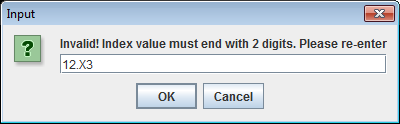 Input
Invalid! Index value must end with 2 digits. Please re-enter
12.X3
OK Cancel